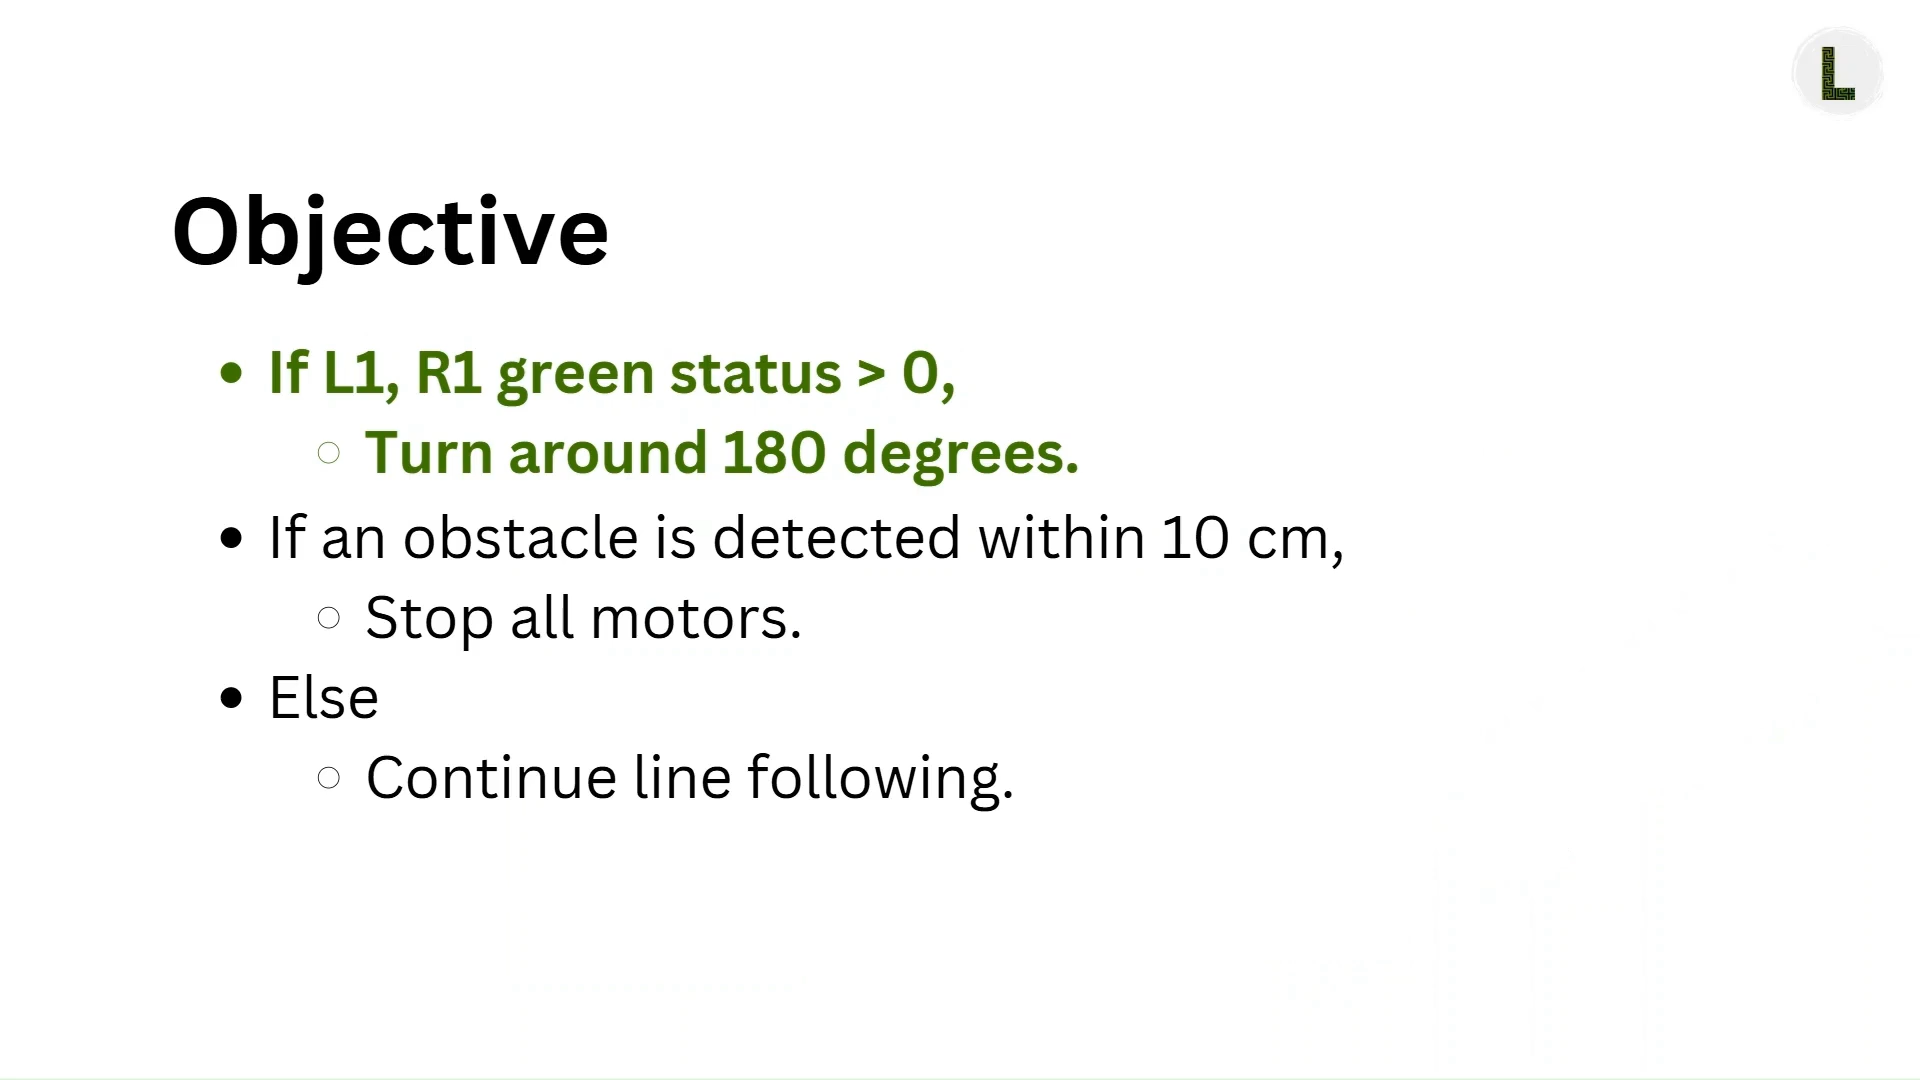 L
Objective
If L1, R1 green status > 0,
Turn around 180 degrees.
If an obstacle is detected within 10 cm,
Stop all motors.
Else
Continue line following.